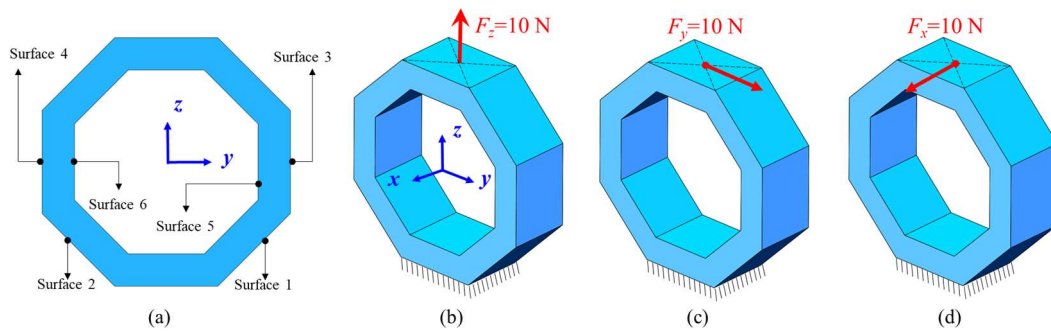 Surface 4
Surface 3
z
y
Surface 6
Surface 5
Surface 2
Surface 1
(a)
Fz=10 N
z
x
y
(b)
Fy=10 N
(c)
Fx=10 N
(d)